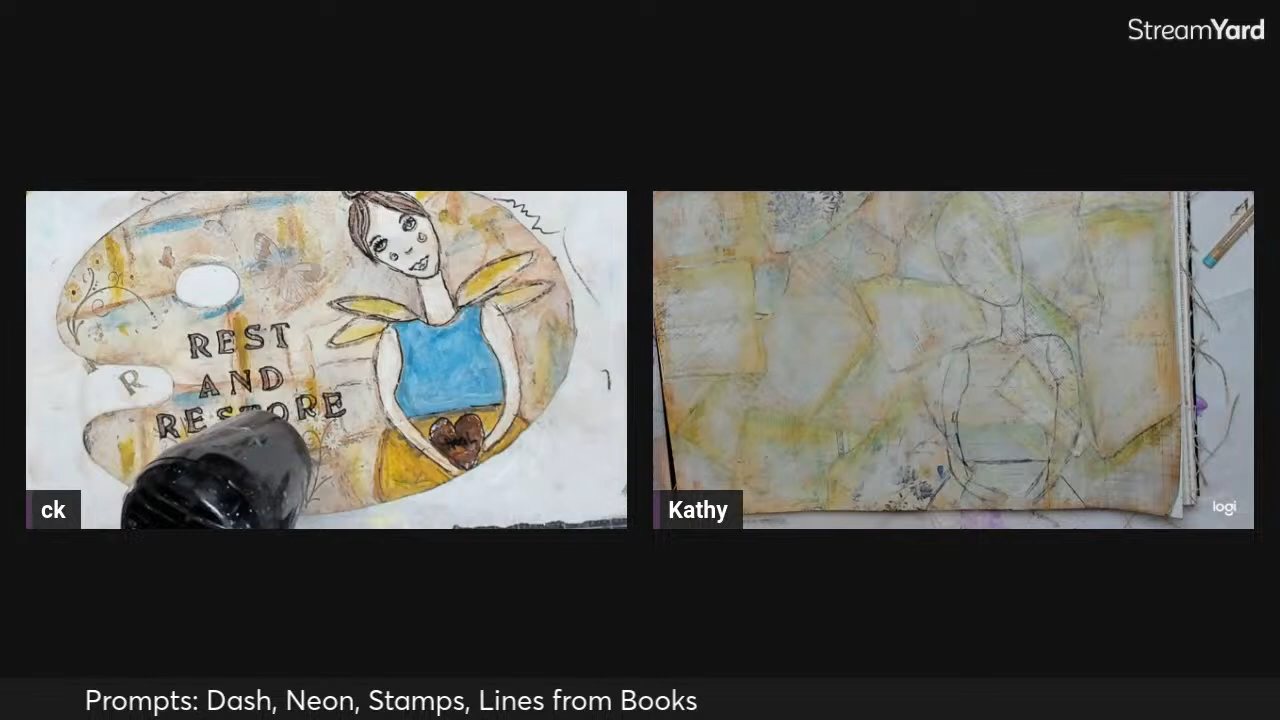 StreamYard
REST
AND
RESTORE
R
ck
Kathy
logi
Prompts: Dash, Neon, Stamps, Lines from Books